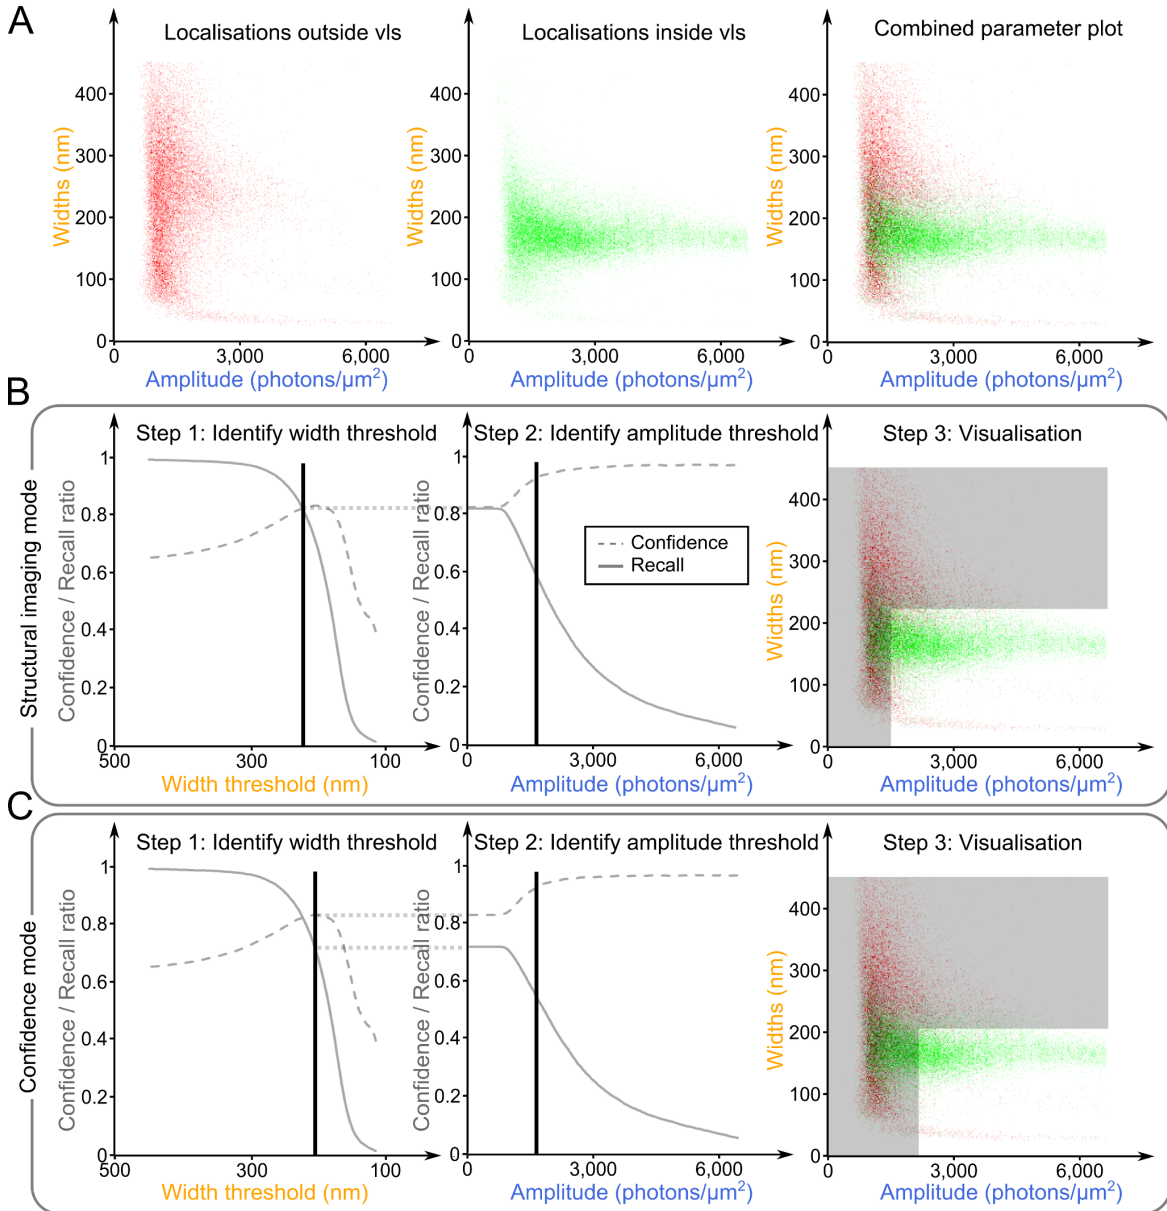 A
Localisations outside vls
Localisations inside vls
Combined parameter plot
Widths (nm)
400
300
200
100
0
0
3,000
6,000
Amplitude (photons/µm²)
Widths (nm)
400
300
200
100
0
0
3,000
6,000
Amplitude (photons/µm²)
Widths (nm)
400
300
200
100
0
0
3,000
6,000
Amplitude (photons/µm²)
B
Structural imaging mode
Step 1: Identify width threshold
Confidence / Recall ratio
1
0.8
0.6
0.4
0.2
0
500
300
100
Width threshold (nm)
Step 2: Identify amplitude threshold
Confidence / Recall ratio
1
0.8
0.6
0.4
0.2
0
0
3,000
6,000
Amplitude (photons/µm²)
Confidence
Recall
Step 3: Visualisation
Widths (nm)
400
300
200
100
0
0
3,000
6,000
Amplitude (photons/µm²)
C
Confidence mode
Step 1: Identify width threshold
Confidence / Recall ratio
1
0.8
0.6
0.4
0.2
0
500
300
100
Width threshold (nm)
Step 2: Identify amplitude threshold
Confidence / Recall ratio
1
0.8
0.6
0.4
0.2
0
0
3,000
6,000
Amplitude (photons/µm²)
Step 3: Visualisation
Widths (nm)
400
300
200
100
0
0
3,000
6,000
Amplitude (photons/µm²)